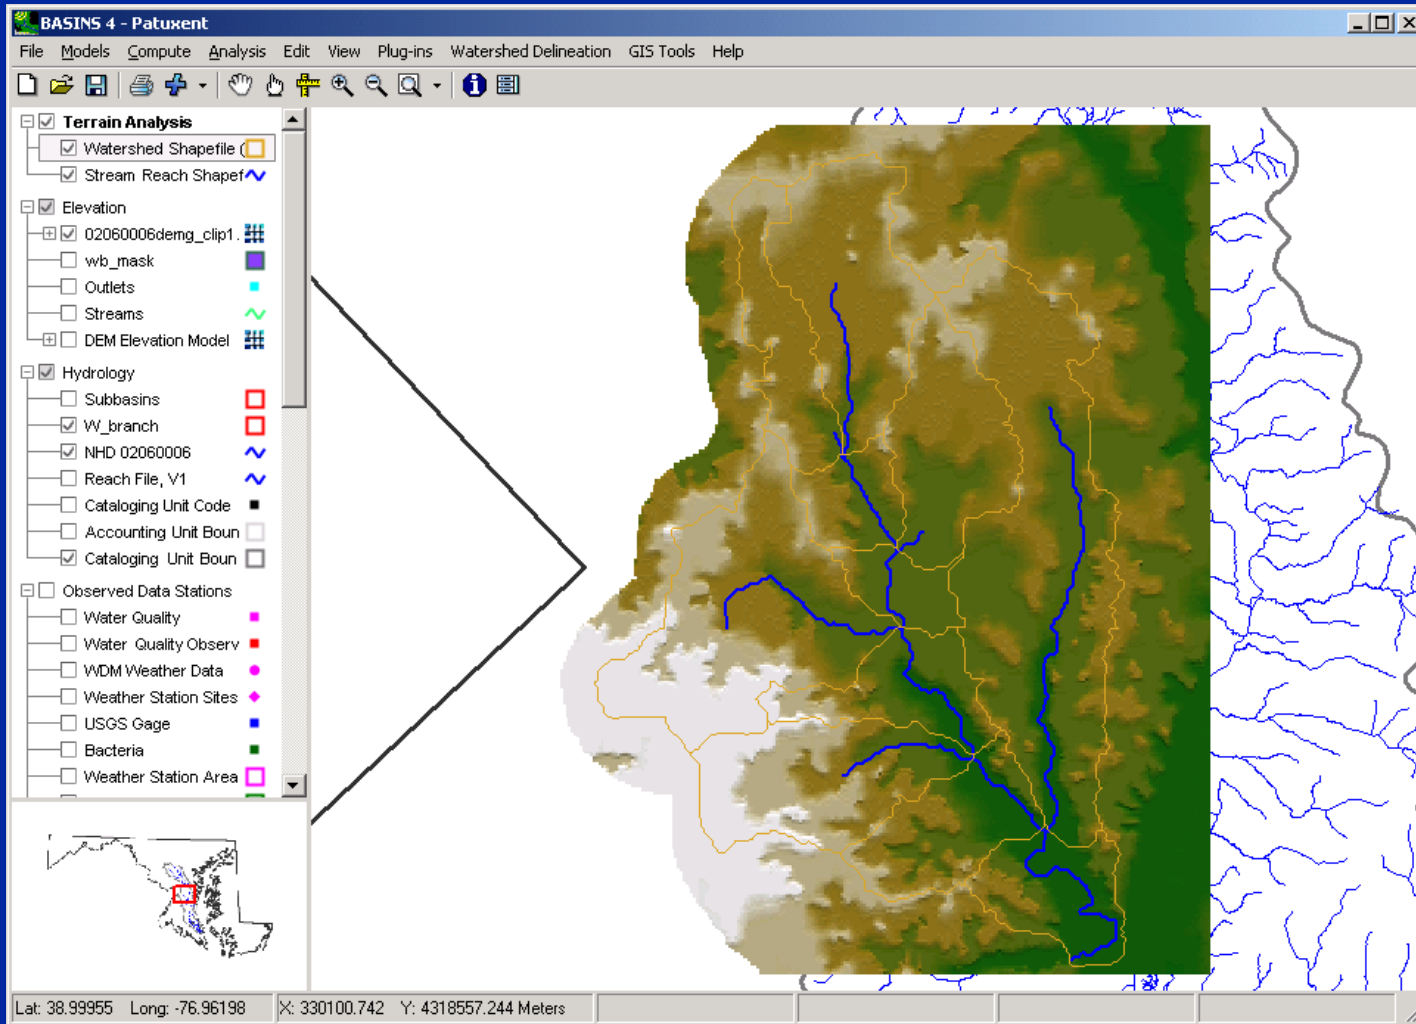 BASINS 4 - Patuxent
File Models Compute Analysis Edit View Plug-ins Watershed Delineation GIS Tools Help
Terrain Analysis
Watershed Shapefile (
Stream Reach Shapef
Elevation
02060006demg_clip1.
wb_mask
Outlets
Streams
DEM Elevation Model
Hydrology
Subbasins
W_branch
NHD 02060006
Reach File, V1
Cataloging Unit Code
Accounting Unit Boun
Cataloging Unit Boun
Observed Data Stations
Water Quality
Water Quality Observ
WDM Weather Data
Weather Station Sites
USGS Gage
Bacteria
Weather Station Area
Lat: 38.99955 Long: -76.96198 X: 330100.742 Y: 4318557.244 Meters